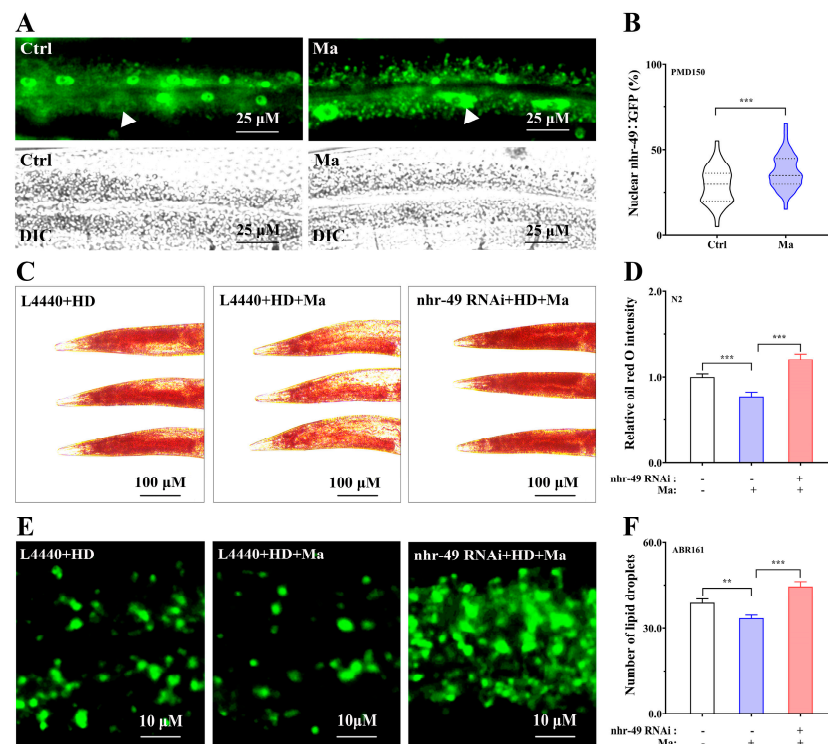 A
Ctrl
25 μM
Ma
25 μM
Ctrl
DIC
25 μM
Ma
DIC
25 μM
B
PMD150
Nuclear nhr-49::GFP (%)
100
50
0
***
Ctrl
Ma
C
L4440+HD
100 μM
L4440+HD+Ma
100 μM
nhr-49 RNAi+HD+Ma
100 μM
D
N2
Relative oil red O intensity
2.0
1.0
0.0
***
***
nhr-49 RNAi : - - +
Ma: - + +
E
L4440+HD
10 μM
L4440+HD+Ma
10μM
nhr-49 RNAi+HD+Ma
10 μM
F
ABR161
Number of lipid droplets
60.0
30.0
0.0
**
***
nhr-49 RNAi : - - +
Ma: - + +